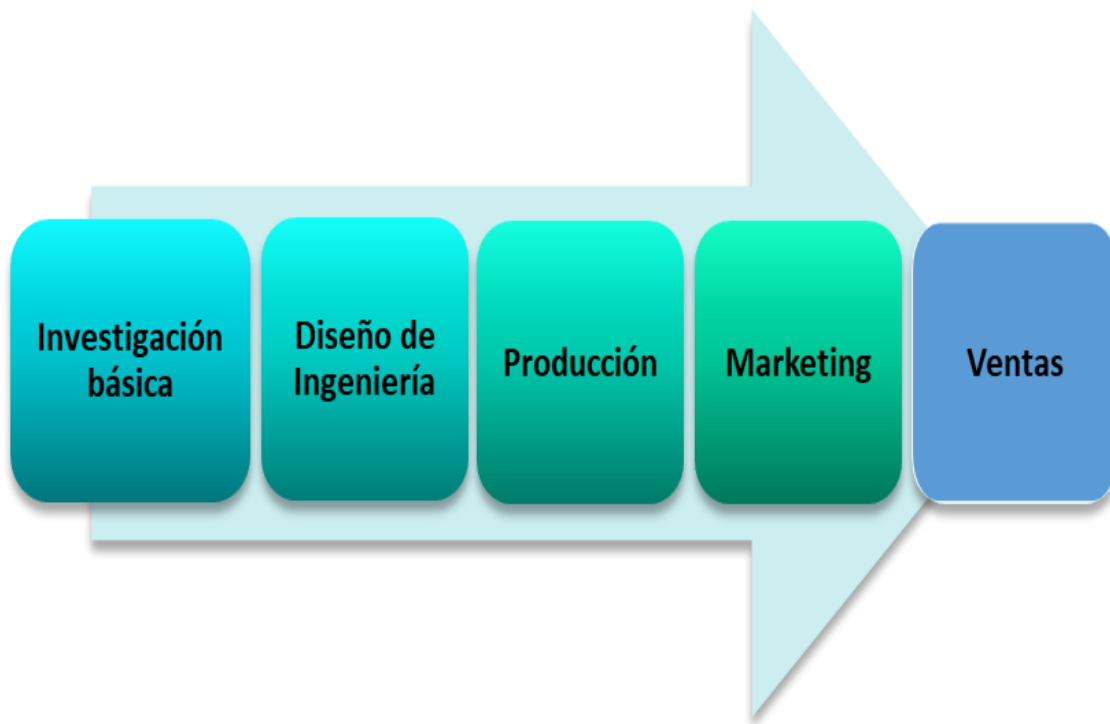 Investigación
básica
Diseño de
Ingeniería
Producción
Marketing
Ventas